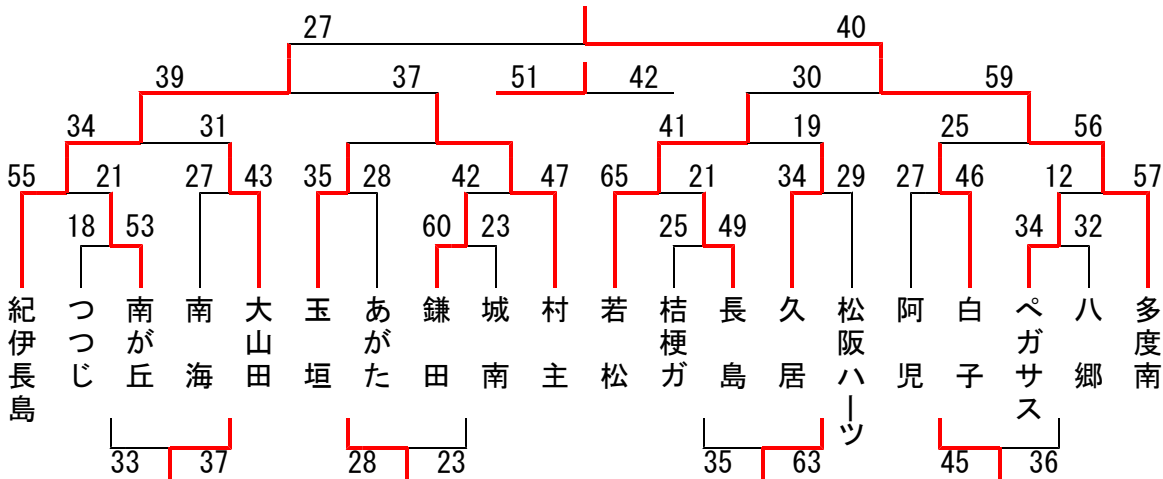 27 40
39 37 51 42 30 59
34 31 41 19 25 56
55 21 27 43 35 28 42 47 65 21 34 29 27 46 12 57
18 53 60 23 25 49 34 32
紀伊長島
つつじ
南が丘
南海
大山田
玉垣
あがた
鎌田
城南
村主
若松
桔梗ガ
長島
久居
松阪ハーツ
阿児
白子
ペガサス
八郷
多度南
33 37 28 23 35 63 45 36